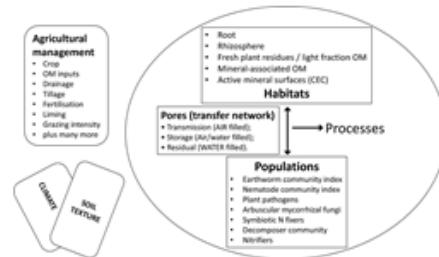 Agricultural
management
• Crop
• OM inputs
• Drainage
• Tillage
• Fertilisation
• Liming
• Grazing intensity
• plus many more
CLIMATE
SOIL
TEXTURE
• Root
• Rhizosphere
• Fresh plant residues / light fraction OM
• Mineral-associated OM
• Active mineral surfaces (CEC)
Habitats
Pores (transfer network)
• Transmission (AIR filled);
• Storage (Air/water filled);
• Residual (WATER filled).
Processes
Populations
• Earthworm community index
• Nematode community index
• Plant pathogens
• Arbuscular mycorrhizal fungi
• Symbiotic N fixers
• Decomposer community
• Nitrifiers